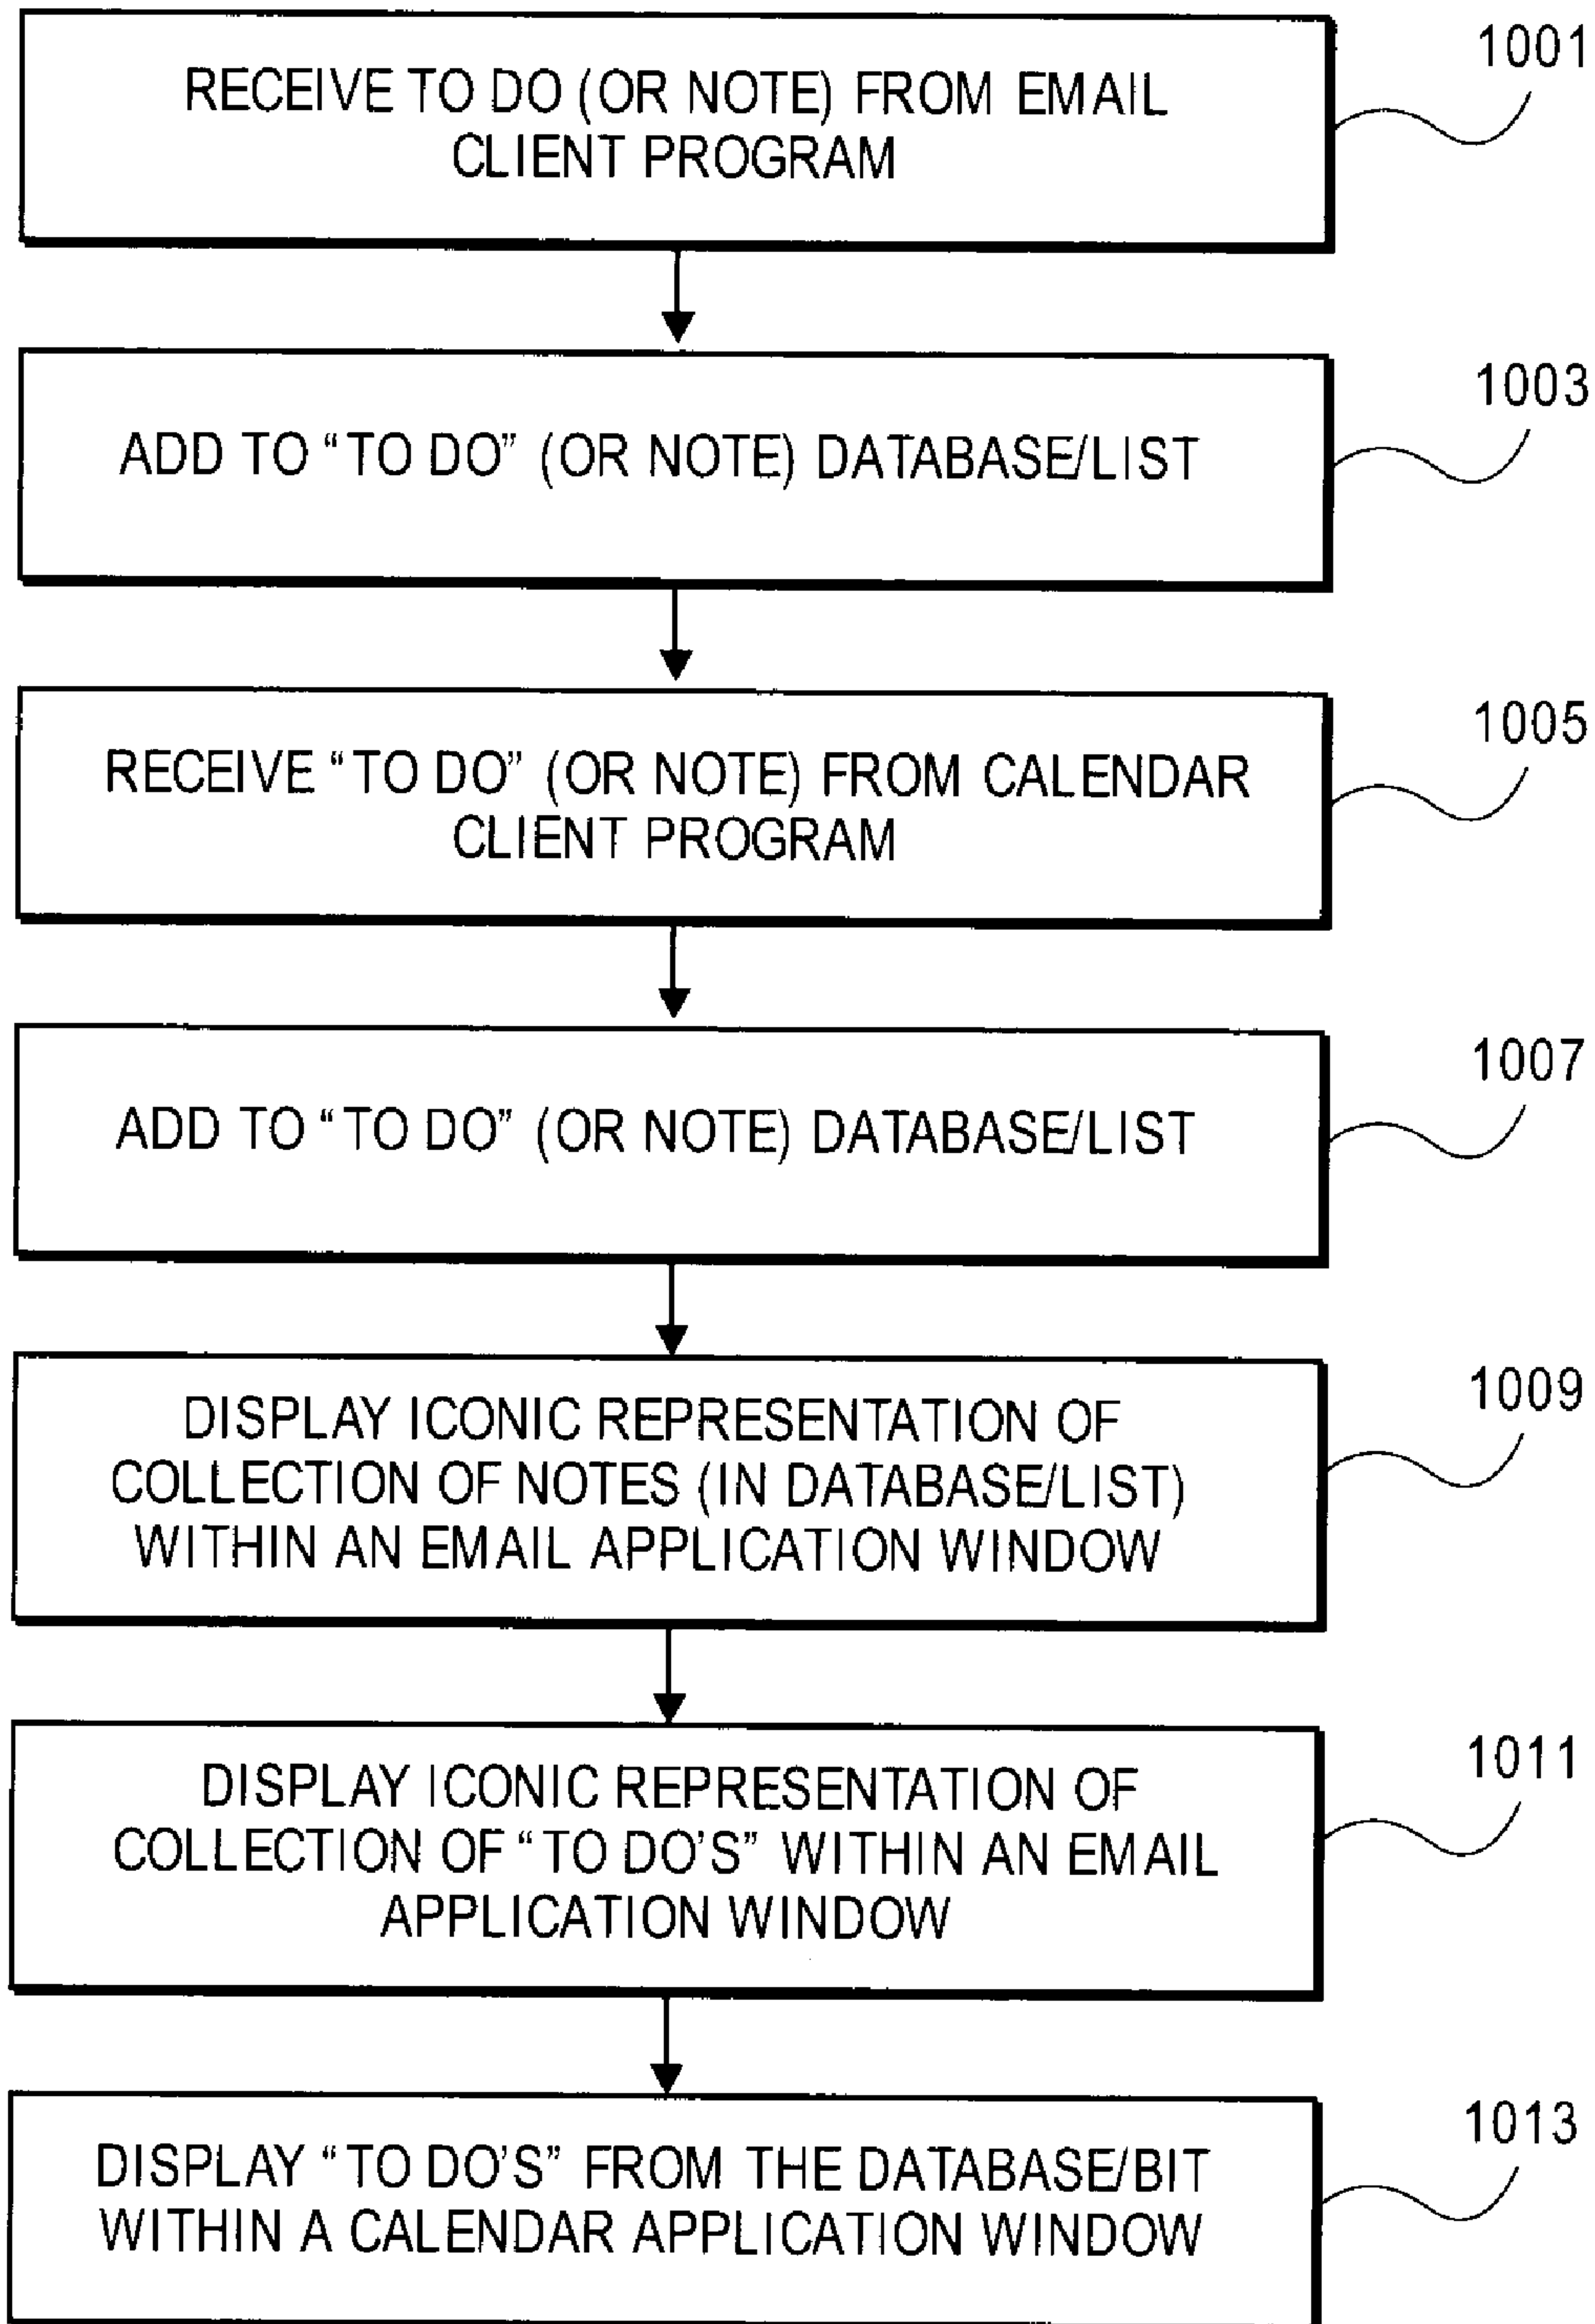 RECEIVE TO DO (OR NOTE) FROM EMAIL
CLIENT PROGRAM
1001
ADD TO “TO DO” (OR NOTE) DATABASE/LIST
1003
RECEIVE “TO DO” (OR NOTE) FROM CALENDAR
CLIENT PROGRAM
1005
ADD TO “TO DO” (OR NOTE) DATABASE/LIST
1007
DISPLAY ICONIC REPRESENTATION OF
COLLECTION OF NOTES (IN DATABASE/LIST)
WITHIN AN EMAIL APPLICATION WINDOW
1009
DISPLAY ICONIC REPRESENTATION OF
COLLECTION OF “TO DO’S” WITHIN AN EMAIL
APPLICATION WINDOW
1011
DISPLAY “TO DO’S” FROM THE DATABASE/BIT
WITHIN A CALENDAR APPLICATION WINDOW
1013